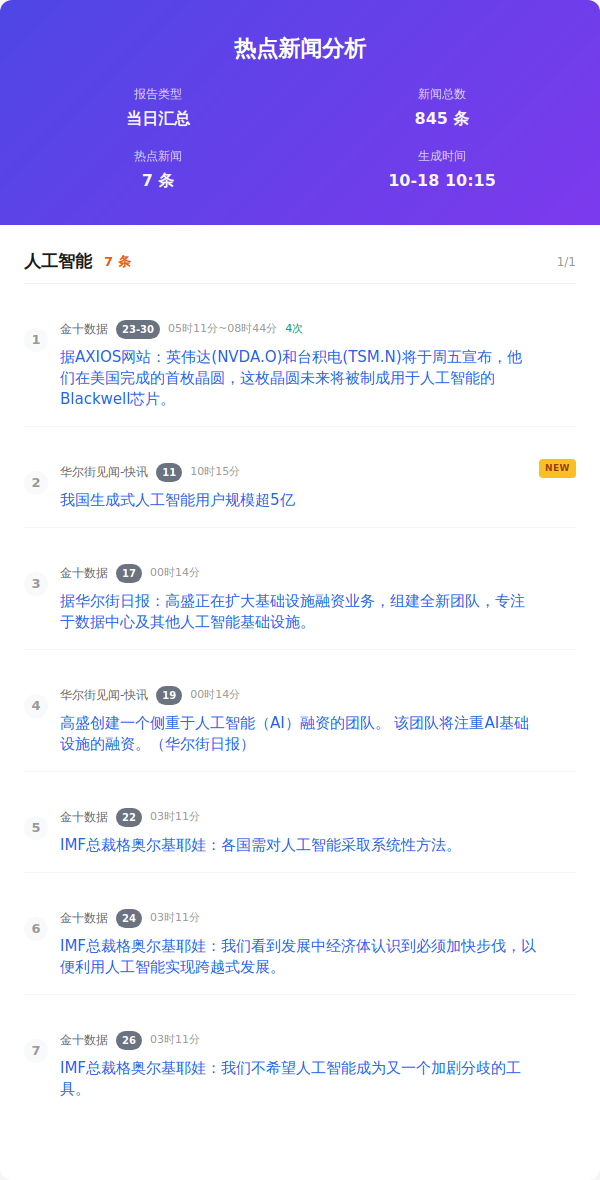 热点新闻分析
报告类型
当日汇总
新闻总数
845 条
热点新闻
7 条
生成时间
10-18 10:15
人工智能 7 条 1/1
1
金十数据 23-30 05时11分~08时44分 4次
据AXIOS网站：英伟达(NVDA.O)和台积电(TSM.N)将于周五宣布，他
们在美国完成的首枚晶圆，这枚晶圆未来将被制成用于人工智能的
Blackwell芯片。
2
华尔街见闻-快讯 11 10时15分 NEW
我国生成式人工智能用户规模超5亿
3
金十数据 17 00时14分
据华尔街日报：高盛正在扩大基础设施融资业务，组建全新团队，专注
于数据中心及其他人工智能基础设施。
4
华尔街见闻-快讯 19 00时14分
高盛创建一个侧重于人工智能（AI）融资的团队。 该团队将注重AI基础
设施的融资。（华尔街日报）
5
金十数据 22 03时11分
IMF总裁格奥尔基耶娃：各国需对人工智能采取系统性方法。
6
金十数据 24 03时11分
IMF总裁格奥尔基耶娃：我们看到发展中经济体认识到必须加快步伐，以
便利用人工智能实现跨越式发展。
7
金十数据 26 03时11分
IMF总裁格奥尔基耶娃：我们不希望人工智能成为又一个加剧分歧的工
具。